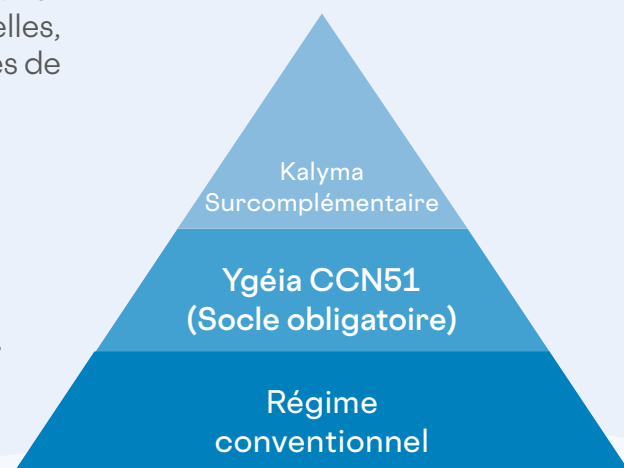 elles,
es de
Kalyma
Surcomplémentaire
Ygéia CCN51
(Socle obligatoire)
Régime
conventionnel